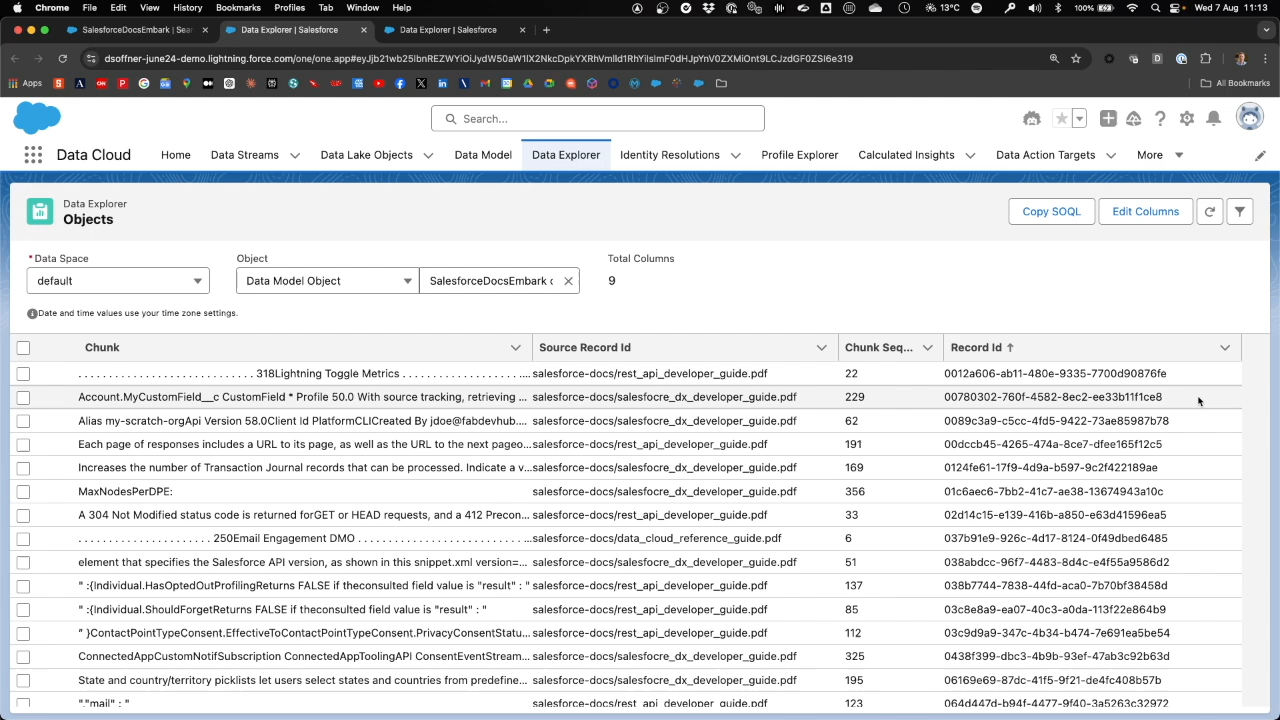 Chrome File Edit View History Bookmarks Profiles Tab Window Help 13°C 100% Wed 7 Aug 11:13
SalesforceDocsEmbark | Sear Data Explorer | Salesforce Data Explorer | Salesforce
dsoffner-june24-demo.lightning.force.com/one/one.app#
Apps All Bookmarks
Search...
Data Cloud Home Data Streams Data Lake Objects Data Model Data Explorer Identity Resolutions Profile Explorer Calculated Insights Data Action Targets More
Data Explorer
Objects
Copy SOQL Edit Columns
* Data Space Object Total Columns
default Data Model Object SalesforceDocsEmbark 9
Date and time values use your time zone settings.
Chunk Source Record Id Chunk Seq... Record Id ↑
. . . . . . . . . . . . . . . . . . . . . . . . . . . 318Lightning Toggle Metrics . . . . . . . . . . . . . . . . . . .... salesforce-docs/rest_api_developer_guide.pdf 22 0012a606-ab11-480e-9335-7700d90876fe
Account.MyCustomField__c CustomField * Profile 50.0 With source tracking, retrieving ... salesforce-docs/salesfocre_dx_developer_guide.pdf 229 00780302-760f-4582-8ec2-ee33b11f1ce8
Alias my-scratch-orgApi Version 58.0Client Id PlatformCLICreated By jdoe@fabdevhub.... salesforce-docs/salesfocre_dx_developer_guide.pdf 62 0089c3a9-c5cc-4fd5-9422-73ae85987b78
Each page of responses includes a URL to its page, as well as the URL to the next pageo... salesforce-docs/rest_api_developer_guide.pdf 191 00dccb45-4265-474a-8ce7-dfee165f12c5
Increases the number of Transaction Journal records that can be processed. Indicate a v... salesforce-docs/salesfocre_dx_developer_guide.pdf 169 0124fe61-17f9-4d9a-b597-9c2f422189ae
MaxNodesPerDPE: salesforce-docs/salesfocre_dx_developer_guide.pdf 356 01c6aec6-7bb2-41c7-ae38-13674943a10c
A 304 Not Modified status code is returned forGET or HEAD requests, and a 412 Precon... salesforce-docs/rest_api_developer_guide.pdf 33 02d14c15-e139-416b-a850-e63d41596ea5
. . . . . . . . . . . . . . . . . . . . . 250Email Engagement DMO . . . . . . . . . . . . . . . . . . . . . . . . . . ... salesforce-docs/data_cloud_reference_guide.pdf 6 037b91e9-926c-4d17-8124-0f49dbed6485
element that specifies the Salesforce API version, as shown in this snippet.xml version=... salesforce-docs/salesfocre_dx_developer_guide.pdf 51 038abdcc-96f7-4483-8d4c-e4f55a9586d2
" :{Individual.HasOptedOutProfilingReturns FALSE if theconsulted field value is "result" : " salesforce-docs/rest_api_developer_guide.pdf 137 038b7744-7838-44fd-aca0-7b70bf38458d
" :{Individual.ShouldForgetReturns FALSE if theconsulted field value is "result" : " salesforce-docs/rest_api_developer_guide.pdf 85 03c8e8a9-ea07-40c3-a0da-113f22e864b9
" }ContactPointTypeConsent.EffectiveToContactPointTypeConsent.PrivacyConsentStatu... salesforce-docs/rest_api_developer_guide.pdf 112 03c9d9a9-347c-4b34-b474-7e691ea5be54
ConnectedAppCustomNotifSubscription ConnectedAppToolingAPI ConsentEventStream... salesforce-docs/salesfocre_dx_developer_guide.pdf 325 0438f399-dbc3-4b9b-93ef-47ab3c92b63d
State and country/territory picklists let users select states and countries from predefine... salesforce-docs/salesfocre_dx_developer_guide.pdf 195 06169e69-87dc-41f5-9f21-de4fc408b57b
""mail" : " salesforce-docs/rest_api_developer_guide.pdf 123 064d447d-b94f-4477-9f40-3a5263c32972